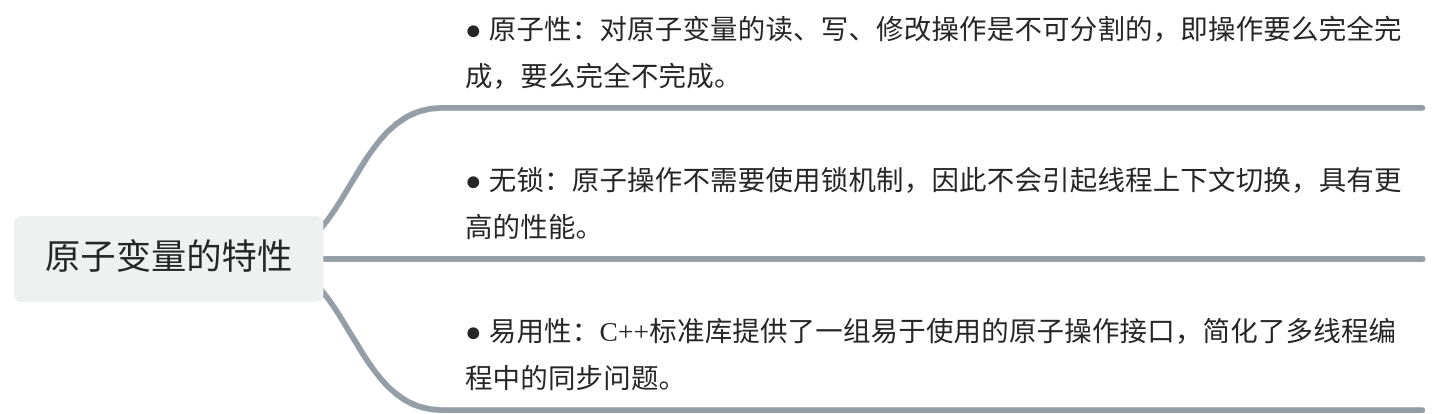 ● 原子性：对原子变量的读、写、修改操作是不可分割的，即操作要么完全完
成，要么完全不完成。
● 无锁：原子操作不需要使用锁机制，因此不会引起线程上下文切换，具有更
高的性能。
原子变量的特性
● 易用性：C++标准库提供了一组易于使用的原子操作接口，简化了多线程编
程中的同步问题。